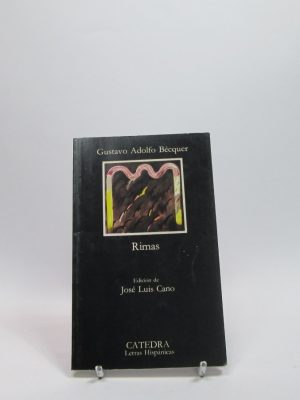 Gustavo Adolfo Bécquer
Rimas
Edición de
José Luis Cano
CATEDRA
Letras Hispánicas